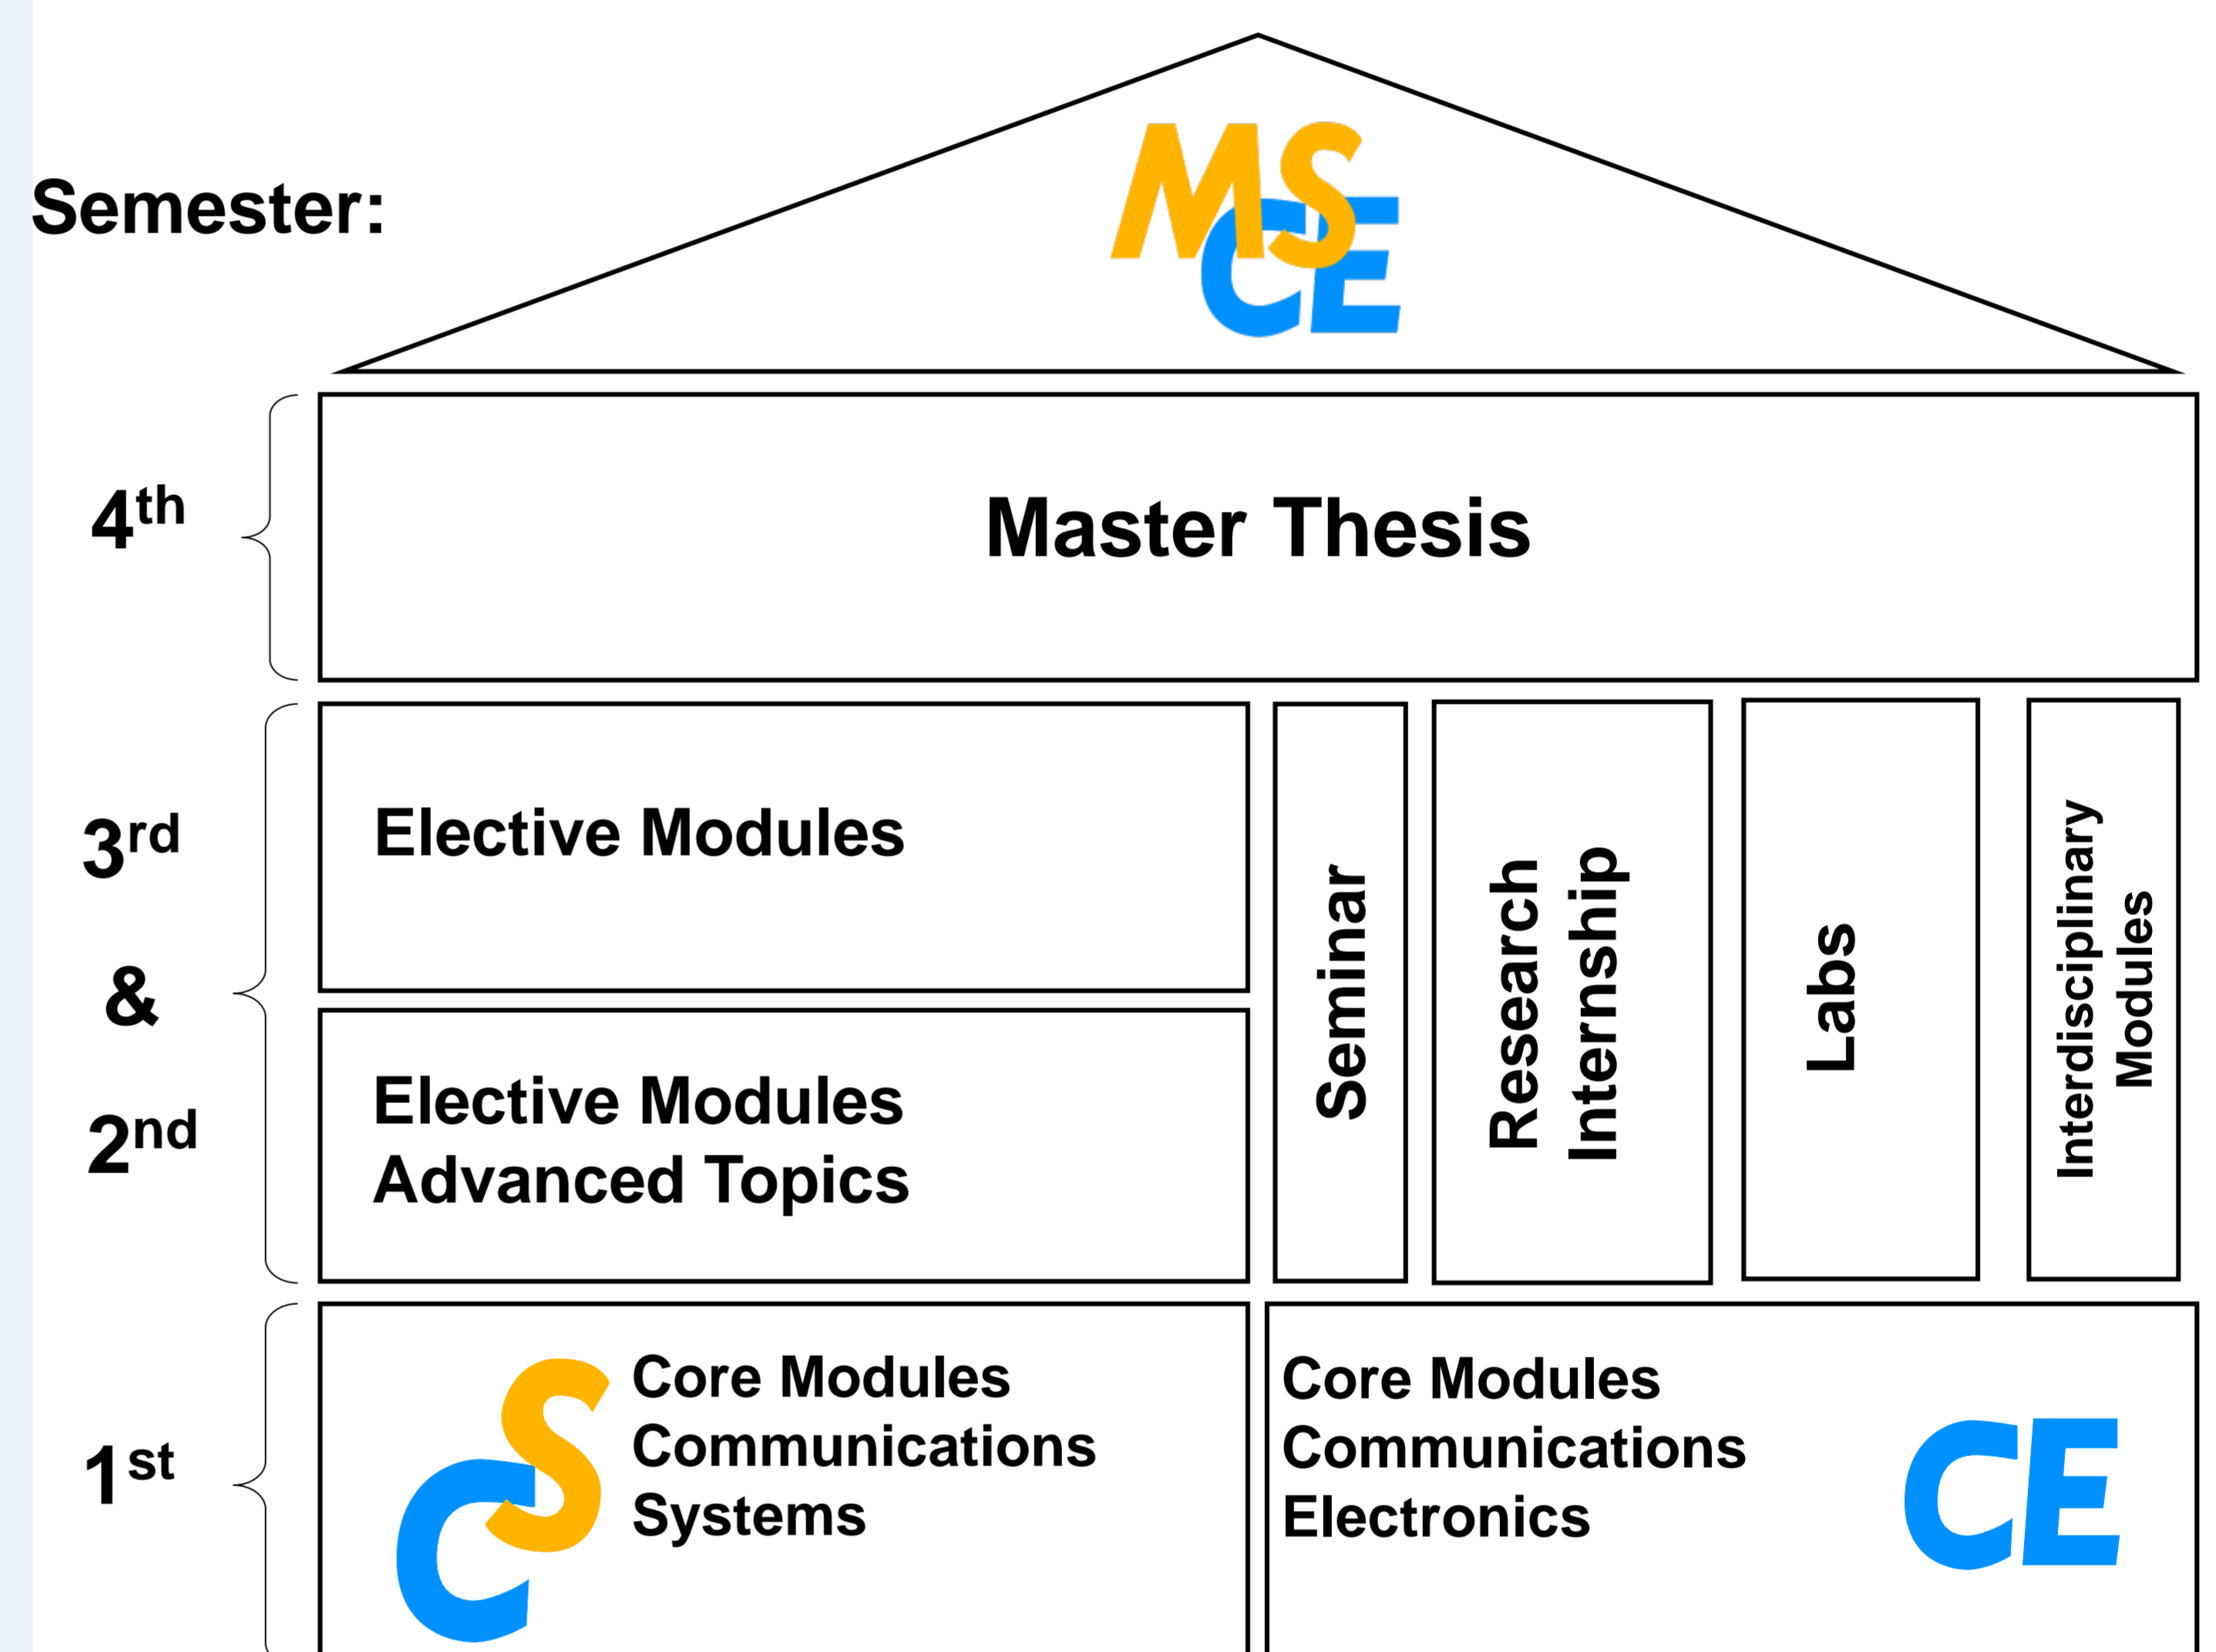 MSCE
Semester:
4th
Master Thesis
3rd
&
2nd
Elective Modules
Elective Modules
Advanced Topics
Seminar
Research
Internship
Labs
Interdisciplinary
Modules
1st
CS
Core Modules
Communications
Systems
Core Modules
Communications
Electronics
CE